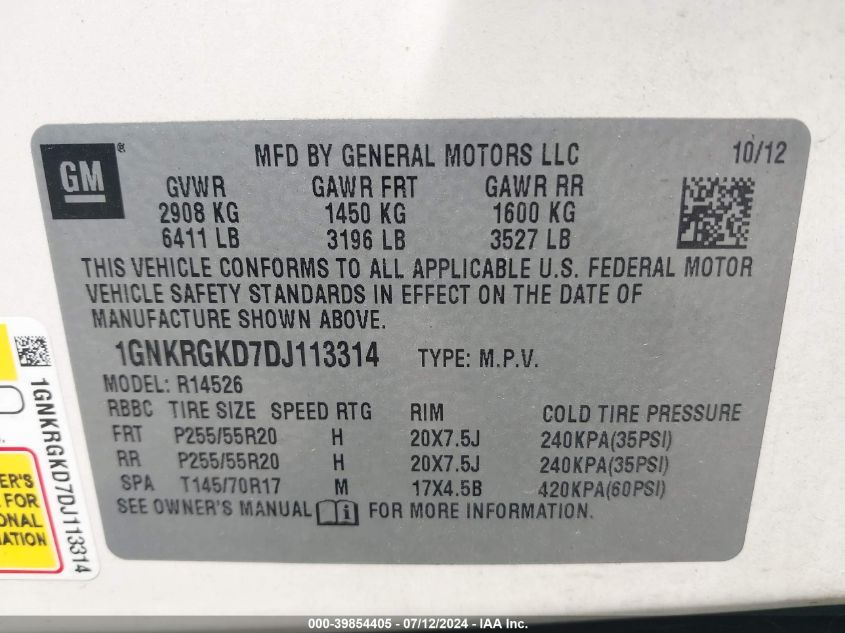 GM®
MFD BY GENERAL MOTORS LLC 10/12
GVWR GAWR FRT GAWR RR
2908 KG 1450 KG 1600 KG
6411 LB 3196 LB 3527 LB
THIS VEHICLE CONFORMS TO ALL APPLICABLE U.S. FEDERAL MOTOR
VEHICLE SAFETY STANDARDS IN EFFECT ON THE DATE OF
MANUFACTURE SHOWN ABOVE.
1GNKRGKD7DJ113314 TYPE: M.P.V.
MODEL: R14526
RBBC TIRE SIZE SPEED RTG RIM COLD TIRE PRESSURE
FRT P255/55R20 H 20X7.5J 240KPA(35PSI)
RR P255/55R20 H 20X7.5J 240KPA(35PSI)
SPA T145/70R17 M 17X4.5B 420KPA(60PSI)
SEE OWNER'S MANUAL FOR MORE INFORMATION.
1GNKRGKD7DJ113314
ER'S
FOR
ONAL
MATION
000-39854405 - 07/12/2024 - IAA Inc.